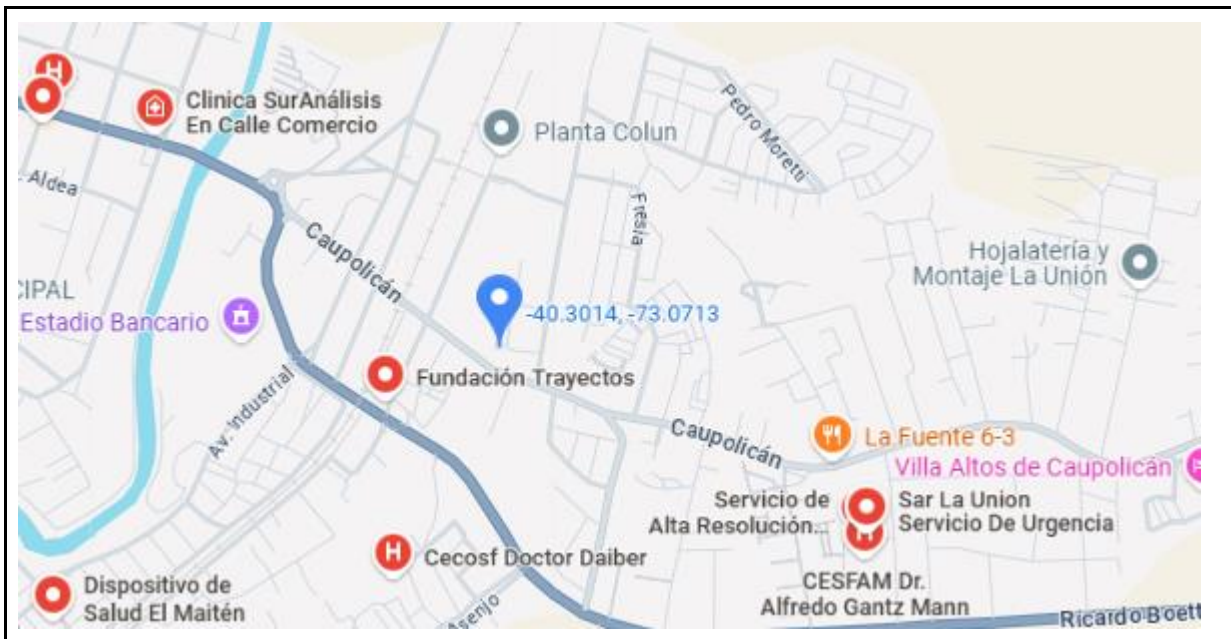 Clinica SurAnálisis
En Calle Comercio
Planta Colun
Pedro Moretti
Aldea
Fresia
Caupolicán
Hojalatería y
Montaje La Unión
CIPAL
Estadio Bancario
-40.3014, -73.0713
Fundación Trayectos
Av. Industrial
Caupolicán
La Fuente 6-3
Villa Altos de Caupolicán
Servicio de
Alta Resolución...
Sar La Union
Servicio De Urgencia
Cecosf Doctor Daiber
CESFAM Dr.
Alfredo Gantz Mann
Dispositivo de
Salud El Maitén
Asenjo
Ricardo Boett
H
H
H